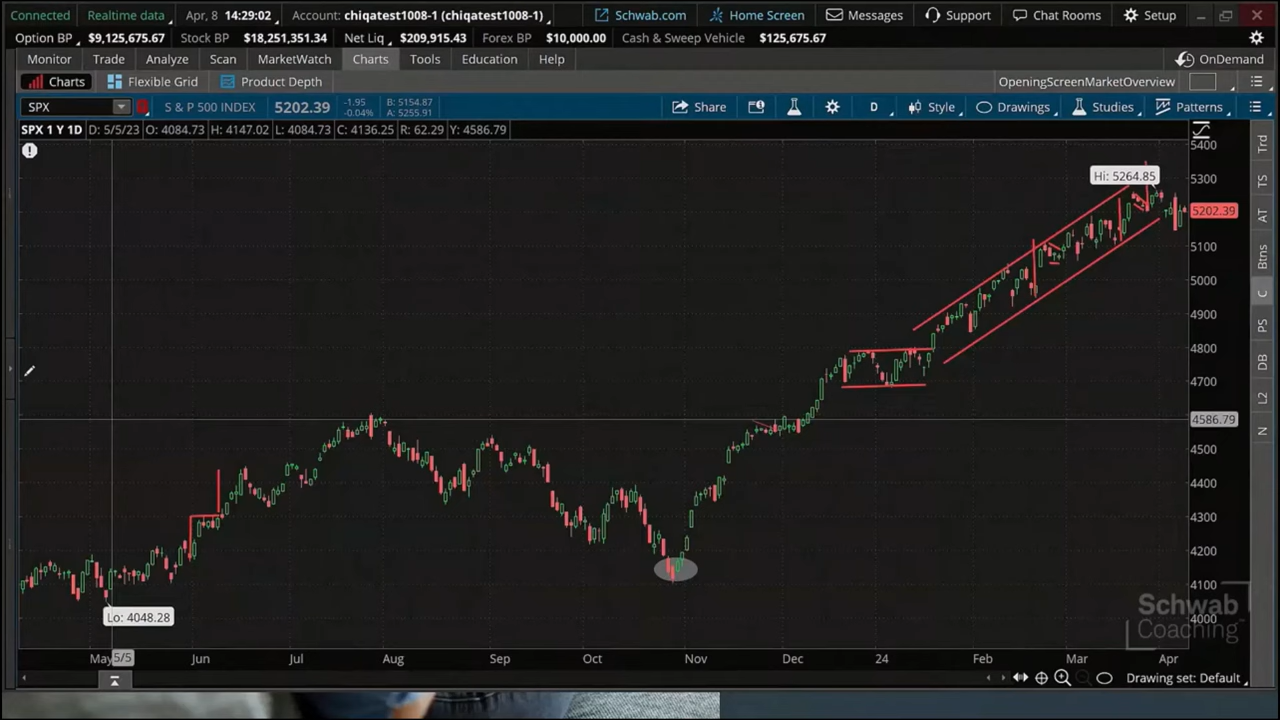 Connected Realtime data Apr, 8 14:29:02 Account: chiqatest1008-1 (chiqatest1008-1) Schwab.com Home Screen Messages Support Chat Rooms Setup
Option BP $9,125,675.67 Stock BP $18,251,351.34 Net Liq $209,915.43 Forex BP $10,000.00 Cash & Sweep Vehicle $125,675.67
Monitor Trade Analyze Scan MarketWatch Charts Tools Education Help OnDemand
Charts Flexible Grid Product Depth OpeningScreenMarketOverview
SPX S & P 500 INDEX 5202.39 -1.95 -0.04% B: 5154.87 A: 5255.91 Share D Style Drawings Studies Patterns
SPX 1 Y 1D D: 5/5/23 O: 4084.73 H: 4147.02 L: 4084.73 C: 4136.25 R: 62.29 Y: 4586.79
5400
Hi: 5264.85
5300
5202.39
5100
5000
4900
4800
4700
4586.79
4500
4400
4300
4200
4100
4000
Lo: 4048.28
Trd
TS
AT
Btns
C
PS
DB
L2
N
Schwab
Coaching
May 5/5 Jun Jul Aug Sep Oct Nov Dec 24 Feb Mar Apr
Drawing set: Default